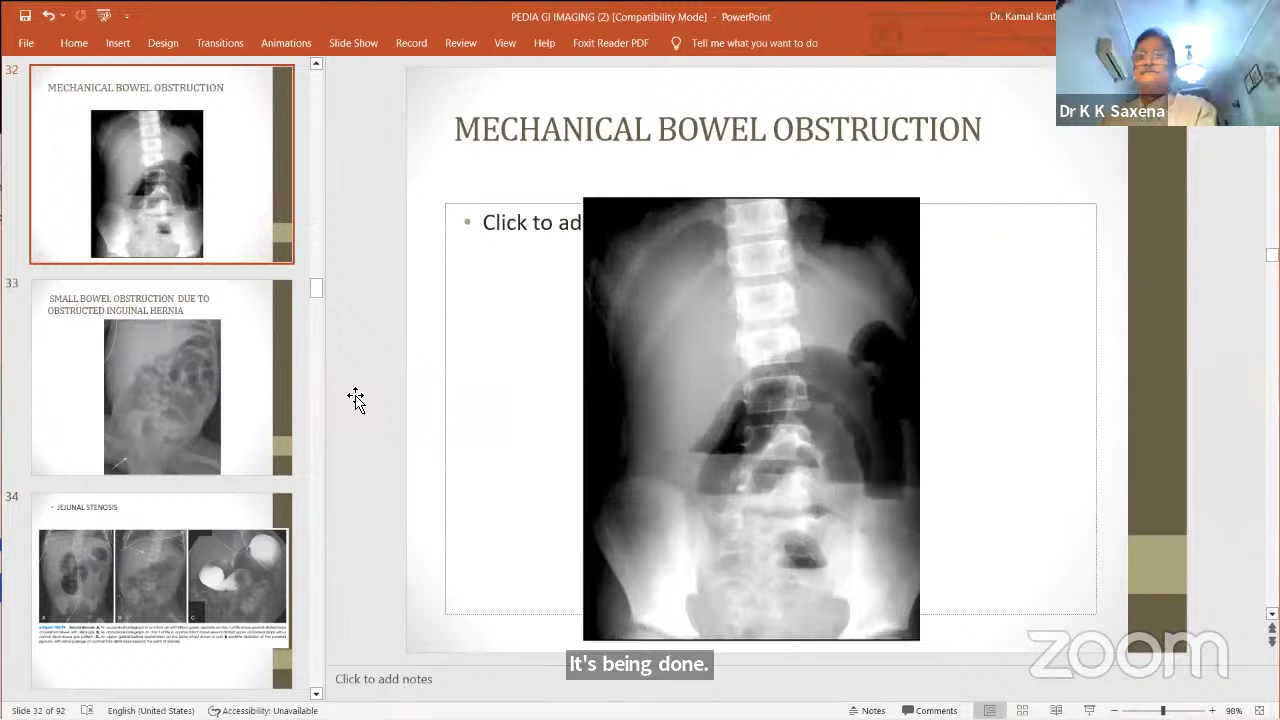 PEDIA GI IMAGING (2) [Compatibility Mode] - PowerPoint
Dr. Kamal Kant
File Home Insert Design Transitions Animations Slide Show Record Review View Help Foxit Reader PDF Tell me what you want to do
Dr K K Saxena
32
MECHANICAL BOWEL OBSTRUCTION
33
SMALL BOWEL OBSTRUCTION DUE TO
OBSTRUCTED INGUINAL HERNIA
34
• JEJUNAL STENOSIS
A
B
C
MECHANICAL BOWEL OBSTRUCTION
• Click to ad
It's being done.
zoom
Click to add notes
Slide 32 of 92 English (United States) Accessibility: Unavailable Notes Comments 98%